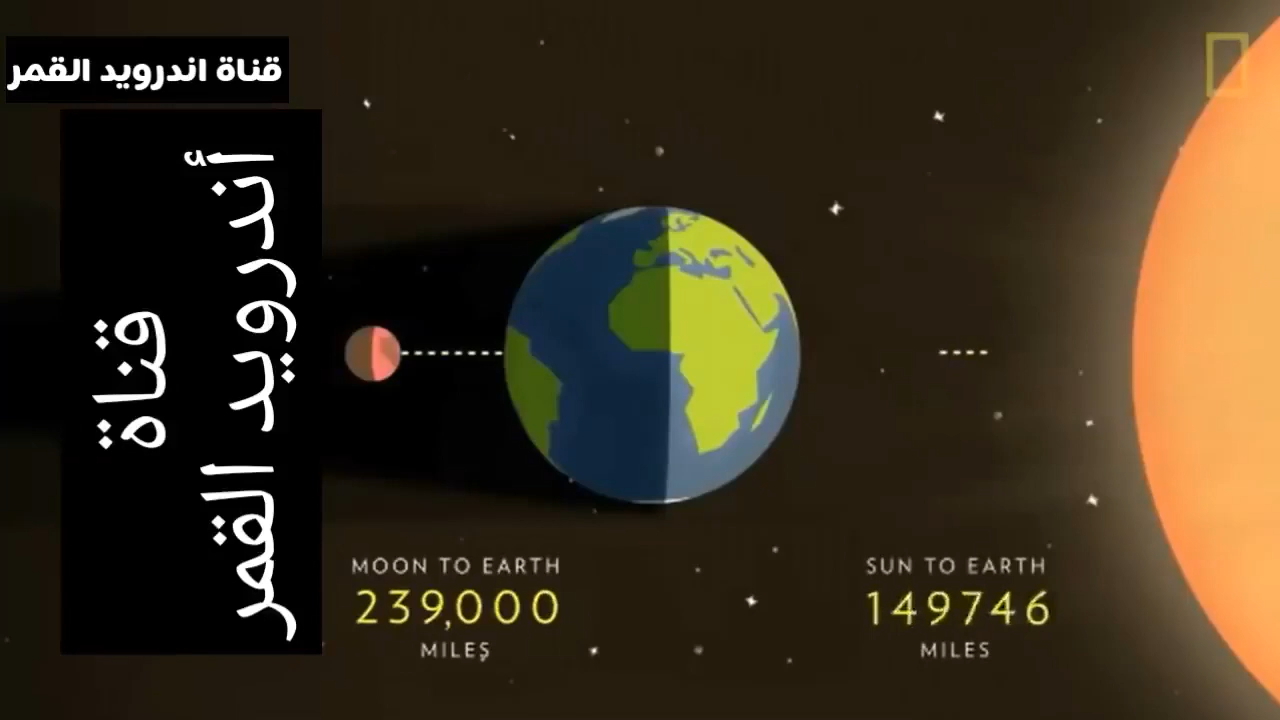 قناة اندرويد القمر
قناة
أندرويد القمر
MOON TO EARTH
239,000
MILES
SUN TO EARTH
149746
MILES